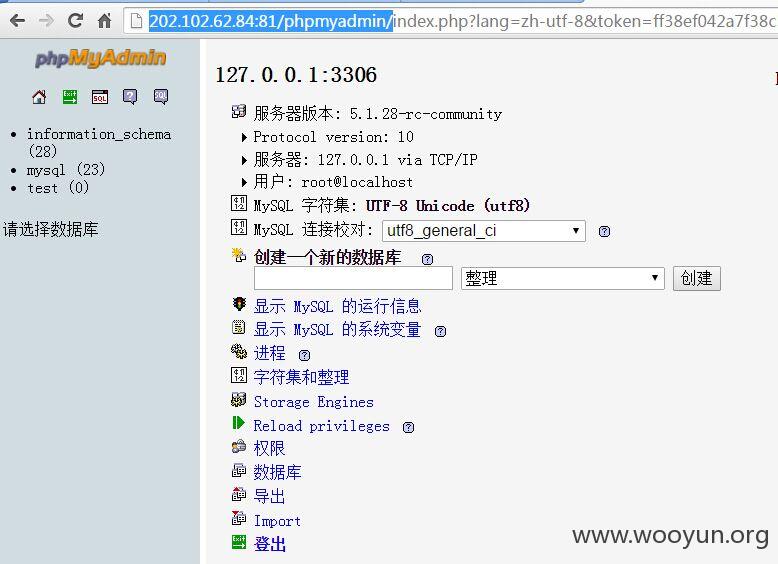 202.102.62.84:81/phpmyadmin/index.php?lang=zh-utf-8&token=ff38ef042a7f38c
phpMyAdmin
127.0.0.1:3306
Exit SQL ? SQL
information_schema
(28)
mysql (23)
test (0)
请选择数据库
服务器版本: 5.1.28-rc-community
Protocol version: 10
服务器: 127.0.0.1 via TCP/IP
用户: root@localhost
MySQL 字符集: UTF-8 Unicode (utf8)
MySQL 连接校对: utf8_general_ci
创建一个新的数据库
整理 创建
显示 MySQL 的运行信息
显示 MySQL 的系统变量
进程
字符集和整理
Storage Engines
Reload privileges
权限
数据库
导出
Import
登出
www.wooyun.org